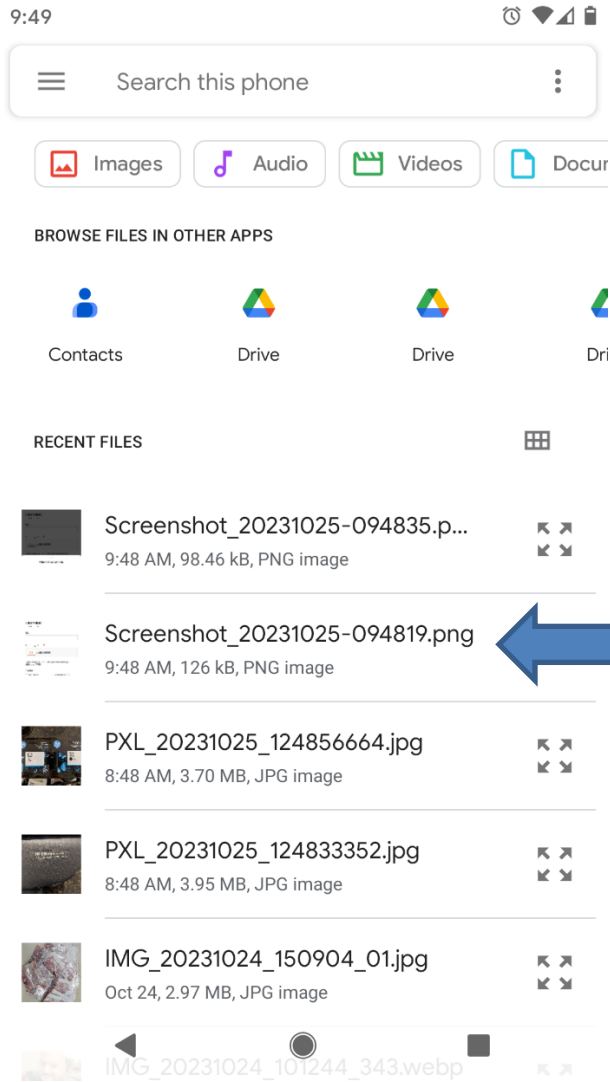 9:49
Search this phone
Images
Audio
Videos
Docur
BROWSE FILES IN OTHER APPS
Contacts
Drive
Drive
Dri
RECENT FILES
Screenshot_20231025-094835.p...
9:48 AM, 98.46 kB, PNG image
Screenshot_20231025-094819.png
9:48 AM, 126 kB, PNG image
PXL_20231025_124856664.jpg
8:48 AM, 3.70 MB, JPG image
PXL_20231025_124833352.jpg
8:48 AM, 3.95 MB, JPG image
IMG_20231024_150904_01.jpg
Oct 24, 2.97 MB, JPG image
IMG_20231024_101244_343.webp